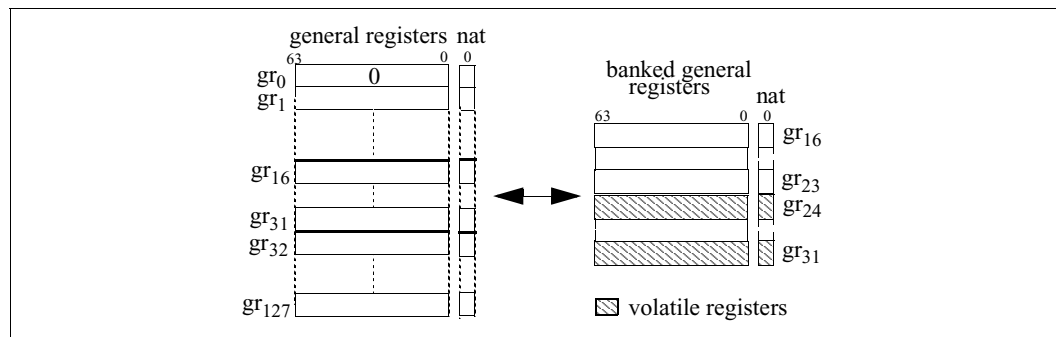 general registers nat
63 0 0
gr0 0
gr1
gr16
gr31
gr32
gr127
banked general
registers
nat
63 0 0
gr16
gr23
gr24
gr31
volatile registers